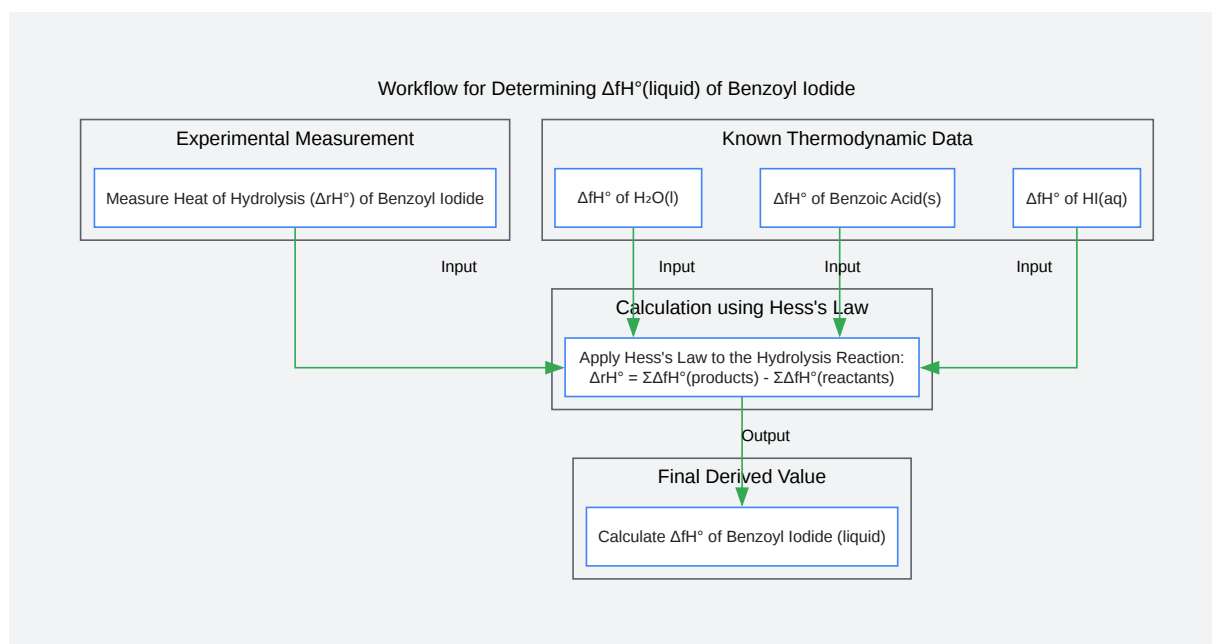 Workflow for Determining ΔfH°(liquid) of Benzoyl Iodide
Experimental Measurement
Known Thermodynamic Data
Measure Heat of Hydrolysis (ΔrH°) of Benzoyl Iodide
ΔfH° of H₂O(l)
ΔfH° of Benzoic Acid(s)
ΔfH° of HI(aq)
Input
Input
Input
Input
Calculation using Hess's Law
Apply Hess's Law to the Hydrolysis Reaction:
ΔrH° = ΣΔfH°(products) - ΣΔfH°(reactants)
Output
Final Derived Value
Calculate ΔfH° of Benzoyl Iodide (liquid)